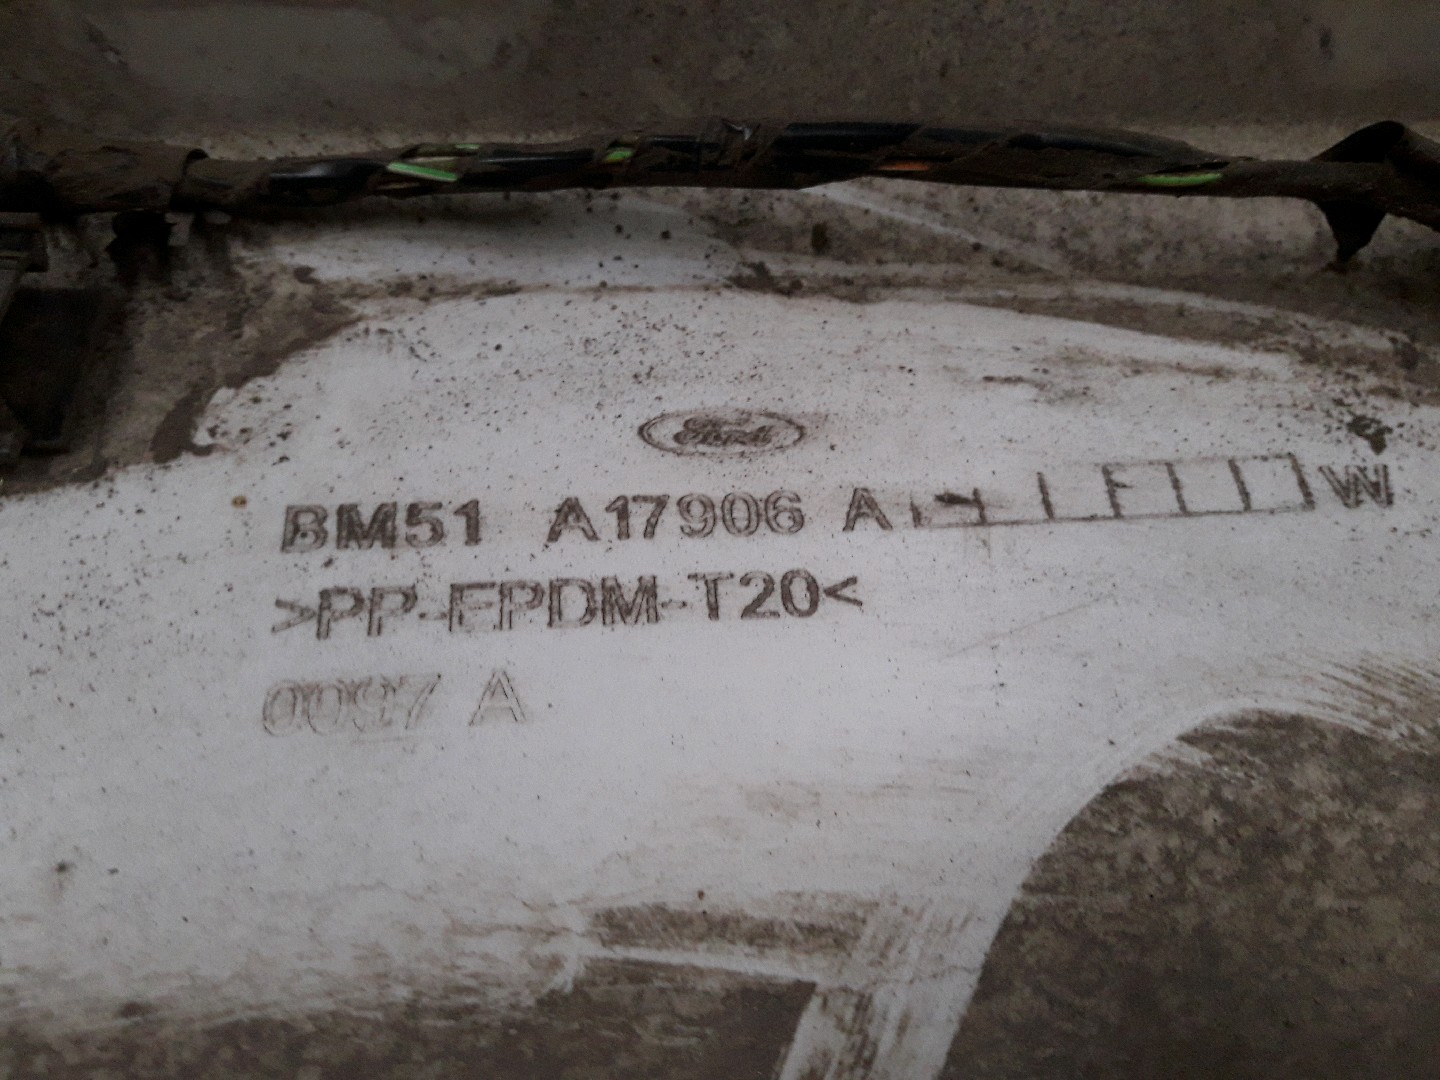 Ford
BM51 A17906 A W
>PP-EPDM-T20<
0097 A